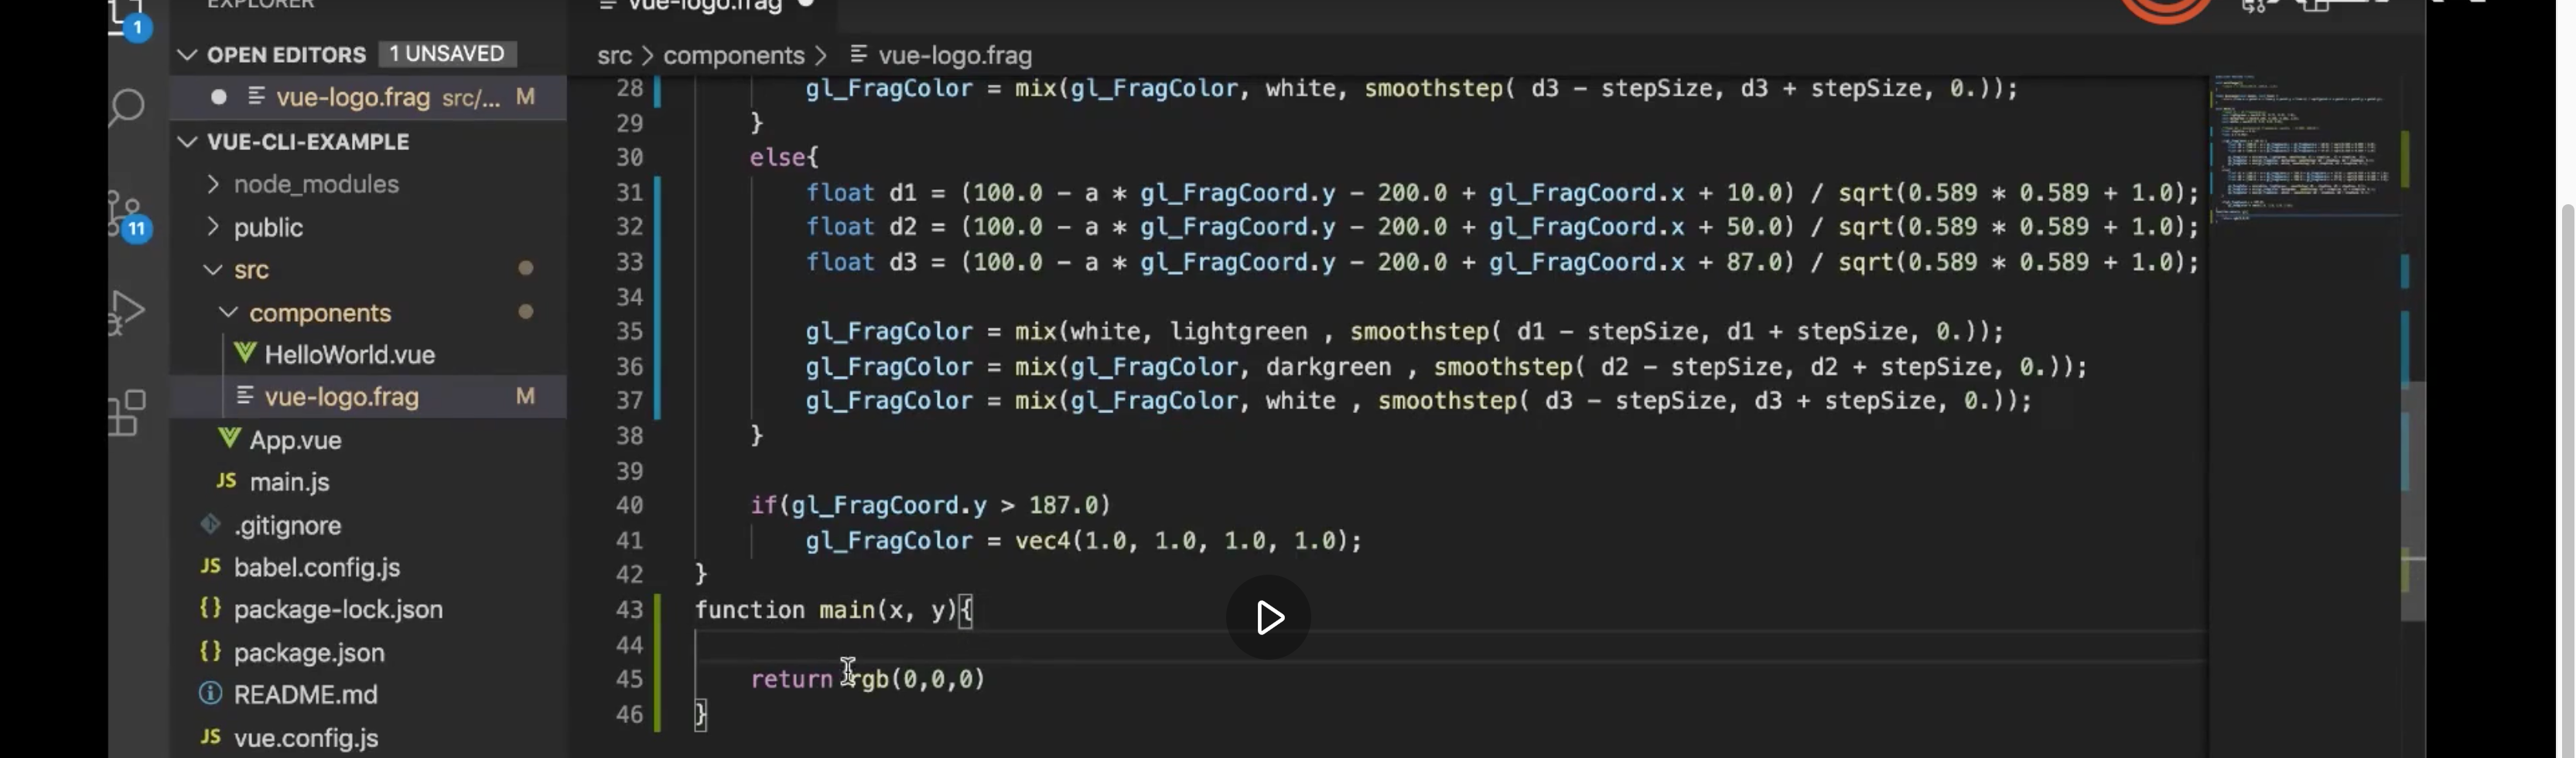 EXPLORER
vue-logo.frag
1
OPEN EDITORS 1 UNSAVED
vue-logo.frag src/... M
VUE-CLI-EXAMPLE
node_modules
public
11
src
components
HelloWorld.vue
vue-logo.frag M
App.vue
JS main.js
.gitignore
JS babel.config.js
{} package-lock.json
{} package.json
README.md
JS vue.config.js
src > components > vue-logo.frag
28 gl_FragColor = mix(gl_FragColor, white, smoothstep( d3 - stepSize, d3 + stepSize, 0.));
29 }
30 else{
31 float d1 = (100.0 - a * gl_FragCoord.y - 200.0 + gl_FragCoord.x + 10.0) / sqrt(0.589 * 0.589 + 1.0);
32 float d2 = (100.0 - a * gl_FragCoord.y - 200.0 + gl_FragCoord.x + 50.0) / sqrt(0.589 * 0.589 + 1.0);
33 float d3 = (100.0 - a * gl_FragCoord.y - 200.0 + gl_FragCoord.x + 87.0) / sqrt(0.589 * 0.589 + 1.0);
34
35 gl_FragColor = mix(white, lightgreen , smoothstep( d1 - stepSize, d1 + stepSize, 0.));
36 gl_FragColor = mix(gl_FragColor, darkgreen , smoothstep( d2 - stepSize, d2 + stepSize, 0.));
37 gl_FragColor = mix(gl_FragColor, white , smoothstep( d3 - stepSize, d3 + stepSize, 0.));
38 }
39
40 if(gl_FragCoord.y > 187.0)
41 gl_FragColor = vec4(1.0, 1.0, 1.0, 1.0);
42 }
43 function main(x, y){
44
45 return rgb(0,0,0)
46 }